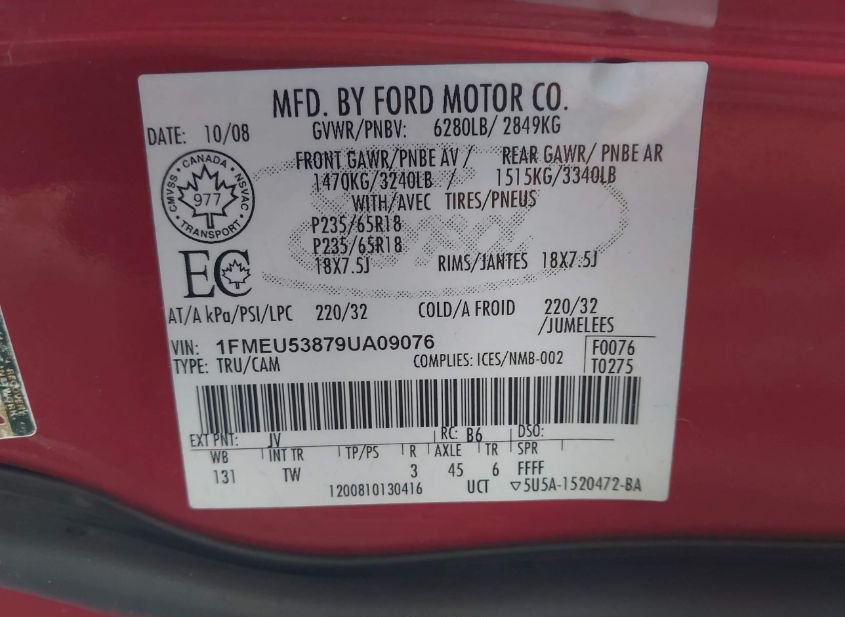 MFD. BY FORD MOTOR CO.
DATE: 10/08 GVWR/PNBV: 6280LB/ 2849KG
FRONT GAWR/PNBE AV / REAR GAWR/ PNBE AR
1470KG/3240LB / 1515KG/3340LB
WITH/AVEC TIRES/PNEUS
P235/65R18
P235/65R18
18X7.5J RIMS/JANTES 18X7.5J
CMVSS • CANADA • NSVAC
977
TRANSPORT
EC
AT/A kPa/PSI/LPC 220/32 COLD/A FROID 220/32
/JUMELEES
VIN: 1FMEU53879UA09076 F0076
TYPE: TRU/CAM COMPLIES: ICES/NMB-002 T0275
EXT PNT: JV RC: B6 DSO:
WB INT TR TP/PS R AXLE TR SPR
131 TW 3 45 6 FFFF
1200810130416 UCT ▽5U5A-1520472-BA